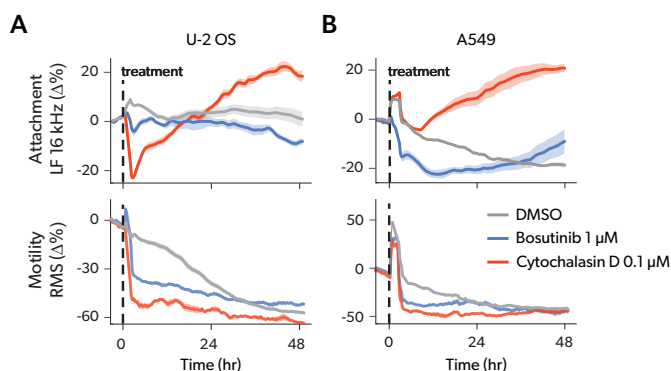 A
U-2 OS
B
A549
Attachment
LF 16 kHz (Δ%)
20
0
-20
treatment
20
0
-20
treatment
Motility
RMS (Δ%)
0
-30
-60
50
0
-50
DMSO
Bosutinib 1 µM
Cytochalasin D 0.1 µM
0
24
48
0
24
48
Time (hr)
Time (hr)